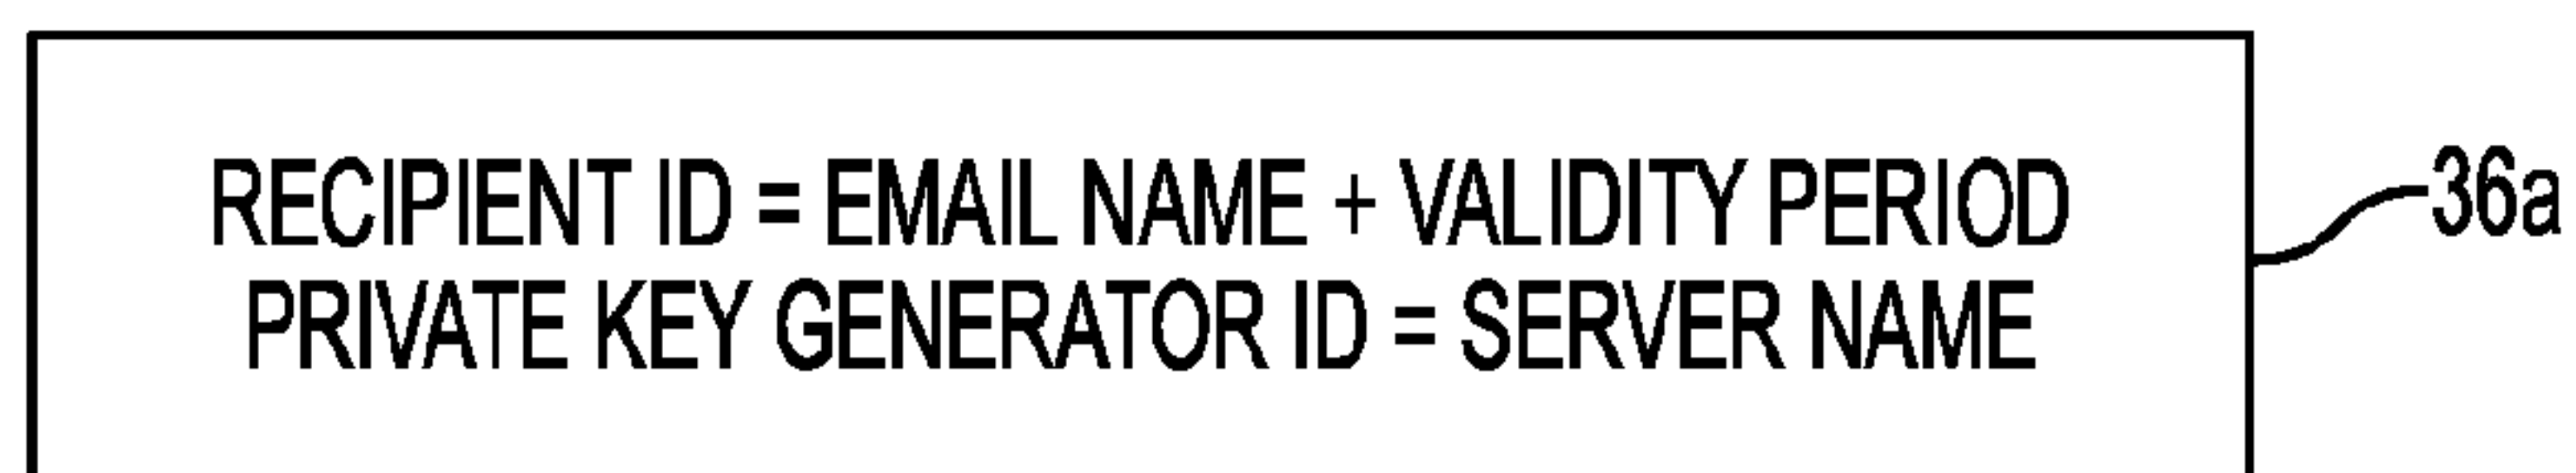 RECIPIENT ID = EMAIL NAME + VALIDITY PERIOD
PRIVATE KEY GENERATOR ID = SERVER NAME
36a